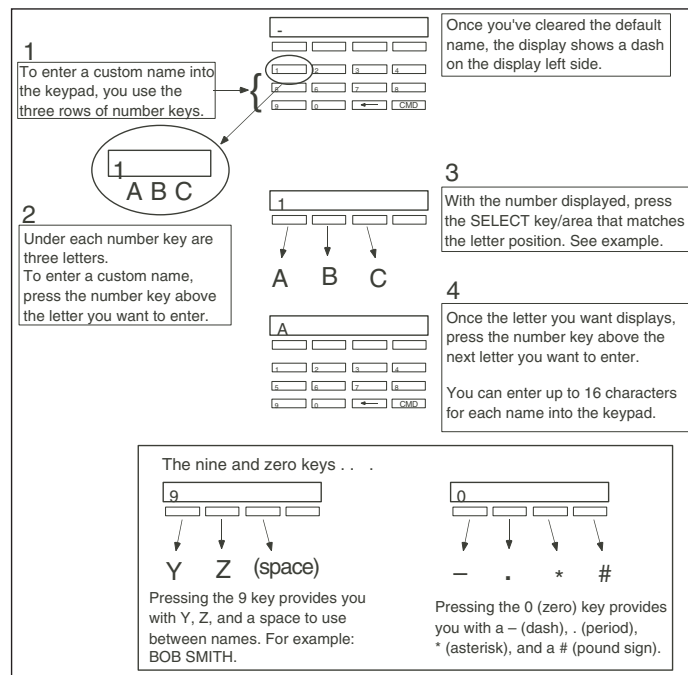 -
Once you've cleared the default
name, the display shows a dash
on the display left side.
1
To enter a custom name into
the keypad, you use the
three rows of number keys.
1 2 3 4
5 6 7 8
9 0 ← CMD
1
A B C
2
Under each number key are
three letters.
To enter a custom name,
press the number key above
the letter you want to enter.
1
A B C
3
With the number displayed, press
the SELECT key/area that matches
the letter position. See example.
A
1 2 3 4
5 6 7 8
9 0 ← CMD
4
Once the letter you want displays,
press the number key above the
next letter you want to enter.
You can enter up to 16 characters
for each name into the keypad.
The nine and zero keys . . .
9
Y Z (space)
Pressing the 9 key provides you
with Y, Z, and a space to use
between names. For example:
BOB SMITH.
0
– . * #
Pressing the 0 (zero) key provides
you with a – (dash), . (period),
* (asterisk), and a # (pound sign).